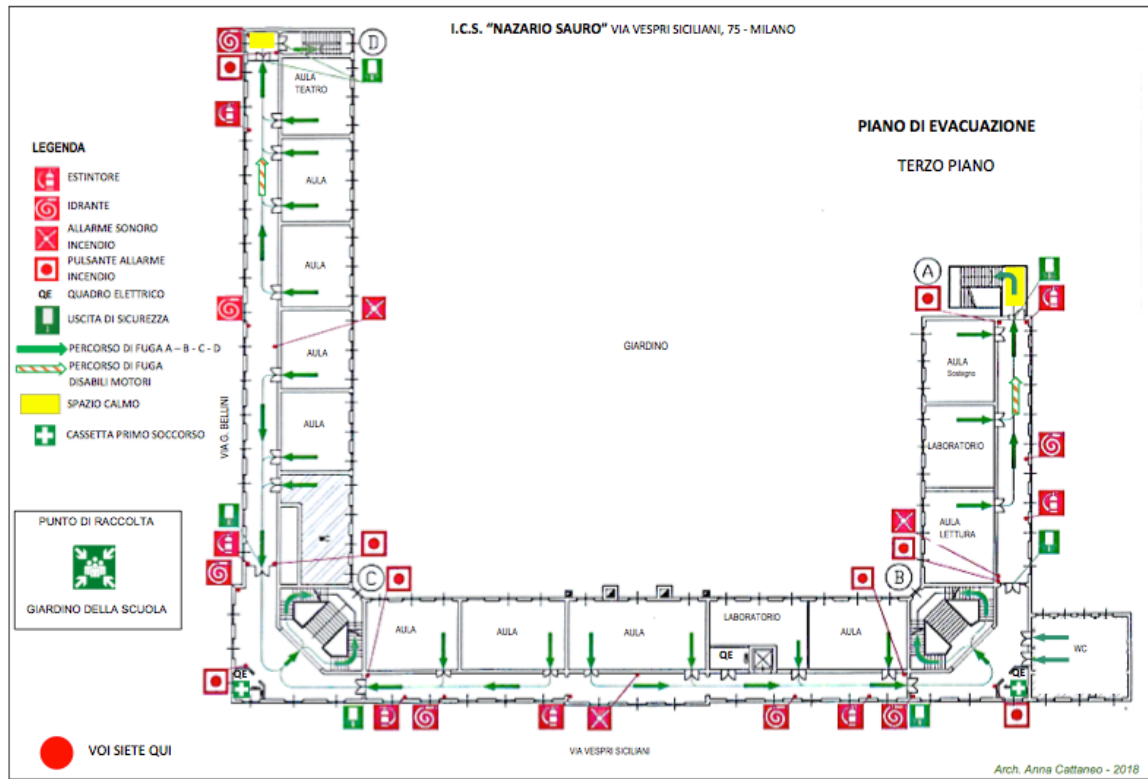 I.C.S. “NAZARIO SAURO” VIA VESPRI SICILIANI, 75 - MILANO
PIANO DI EVACUAZIONE
TERZO PIANO
LEGENDA
ESTINTORE
IDRANTE
ALLARME SONORO
INCENDIO
PULSANTE ALLARME
INCENDIO
QE QUADRO ELETTRICO
USCITA DI SICUREZZA
PERCORSO DI FUGA A – B - C - D
PERCORSO DI FUGA
DISABILI MOTORI
SPAZIO CALMO
CASSETTA PRIMO SOCCORSO
PUNTO DI RACCOLTA
GIARDINO DELLA SCUOLA
VOI SIETE QUI
VIA G. BELLINI
D
AULA
TEATRO
AULA
AULA
AULA
AULA
WC
C
GIARDINO
A
AULA
Sostegno
LABORATORIO
AULA
LETTURA
B
AULA
AULA
AULA
LABORATORIO
QE
AULA
WC
QE
QE
VIA VESPRI SICILIANI
Arch. Anna Cattaneo - 2018